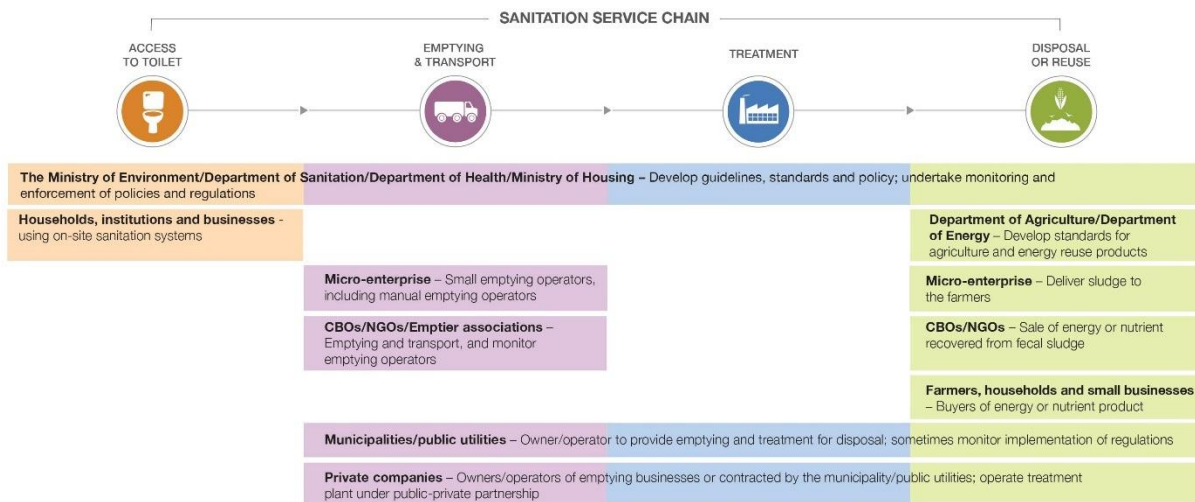 SANITATION SERVICE CHAIN
ACCESS
TO TOILET
EMPTYING
& TRANSPORT
TREATMENT
DISPOSAL
OR REUSE
The Ministry of Environment/Department of Sanitation/Department of Health/Ministry of Housing – Develop guidelines, standards and policy; undertake monitoring and
enforcement of policies and regulations
Households, institutions and businesses -
using on-site sanitation systems
Department of Agriculture/Department
of Energy – Develop standards for
agriculture and energy reuse products
Micro-enterprise – Small emptying operators,
including manual emptying operators
Micro-enterprise – Deliver sludge to
the farmers
CBOs/NGOs/Emptier associations –
Emptying and transport, and monitor
emptying operators
CBOs/NGOs – Sale of energy or nutrient
recovered from fecal sludge
Farmers, households and small businesses
– Buyers of energy or nutrient product
Municipalities/public utilities – Owner/operator to provide emptying and treatment for disposal; sometimes monitor implementation of regulations
Private companies – Owners/operators of emptying businesses or contracted by the municipality/public utilities; operate treatment
plant under public-private partnership